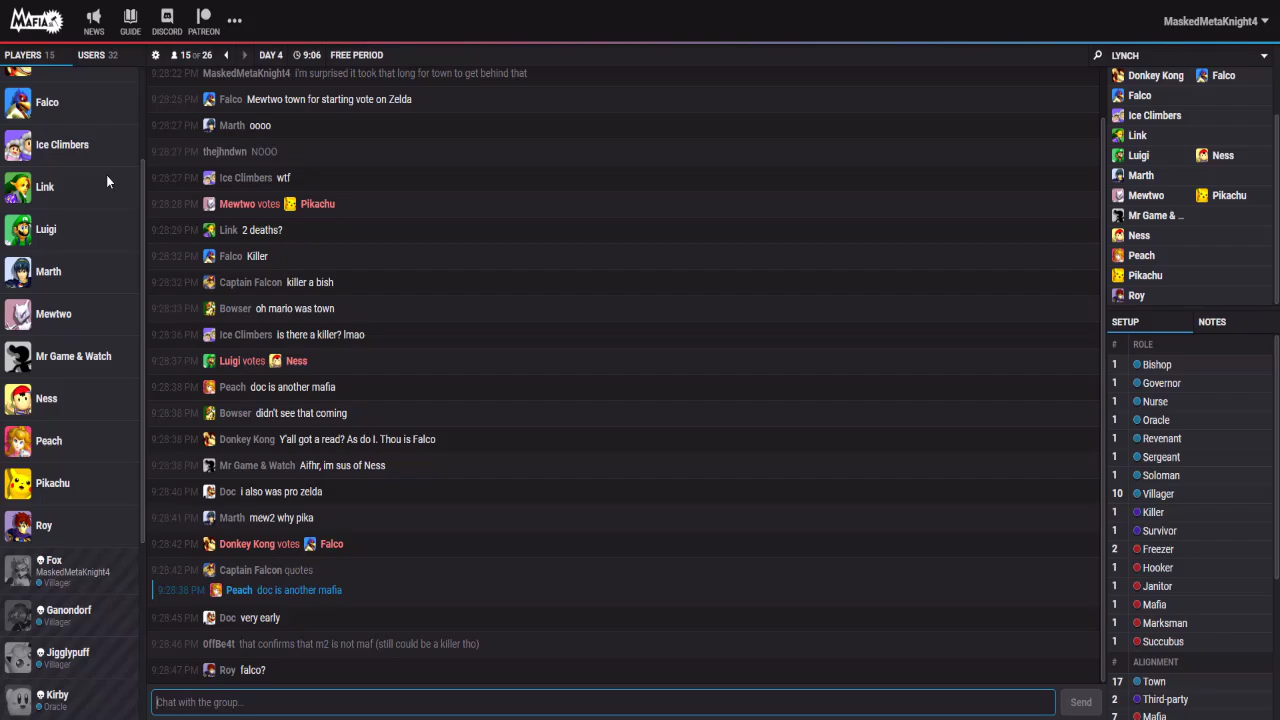 MAFIA
NEWS
GUIDE
DISCORD
PATREON
MaskedMetaKnight4
PLAYERS 15
USERS 32
15 of 26
DAY 4
9:06
FREE PERIOD
LYNCH
Falco
Ice Climbers
Link
Luigi
Marth
Mewtwo
Mr Game & Watch
Ness
Peach
Pikachu
Roy
Fox
MaskedMetaKnight4
Villager
Ganondorf
Villager
Jigglypuff
Villager
Kirby
Oracle
9:28:22 PM MaskedMetaKnight4 i'm surprised it took that long for town to get behind that
9:28:25 PM Falco Mewtwo town for starting vote on Zelda
9:28:27 PM Marth oooo
9:28:27 PM thejhndwn NOOO
9:28:27 PM Ice Climbers wtf
9:28:28 PM Mewtwo votes Pikachu
9:28:29 PM Link 2 deaths?
9:28:32 PM Falco Killer
9:28:32 PM Captain Falcon killer a bish
9:28:33 PM Bowser oh mario was town
9:28:36 PM Ice Climbers is there a killer? lmao
9:28:37 PM Luigi votes Ness
9:28:38 PM Peach doc is another mafia
9:28:38 PM Bowser didn't see that coming
9:28:38 PM Donkey Kong Y'all got a read? As do I. Thou is Falco
9:28:38 PM Mr Game & Watch Aifhr, im sus of Ness
9:28:40 PM Doc i also was pro zelda
9:28:41 PM Marth mew2 why pika
9:28:42 PM Donkey Kong votes Falco
9:28:42 PM Captain Falcon quotes
9:28:38 PM Peach doc is another mafia
9:28:45 PM Doc very early
9:28:46 PM 0ffBe4t that confirms that m2 is not maf (still could be a killer tho)
9:28:47 PM Roy falco?
Chat with the group...
Send
Donkey Kong Falco
Falco
Ice Climbers
Link
Luigi Ness
Marth
Mewtwo Pikachu
Mr Game & ...
Ness
Peach
Pikachu
Roy
SETUP
NOTES
# ROLE
1 Bishop
1 Governor
1 Nurse
1 Oracle
1 Revenant
1 Sergeant
1 Soloman
10 Villager
1 Killer
1 Survivor
2 Freezer
1 Hooker
1 Janitor
1 Mafia
1 Marksman
1 Succubus
# ALIGNMENT
17 Town
2 Third-party
7 Mafia